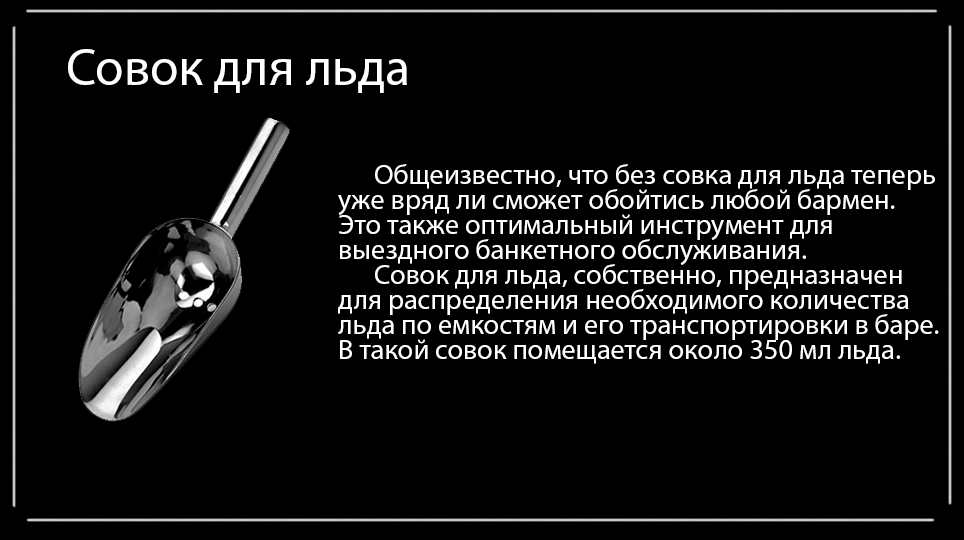 Совок для льда
Общеизвестно, что без совка для льда теперь
уже вряд ли сможет обойтись любой бармен.
Это также оптимальный инструмент для
выездного банкетного обслуживания.
Совок для льда, собственно, предназначен
для распределения необходимого количества
льда по емкостям и его транспортировки в баре.
В такой совок помещается около 350 мл льда.